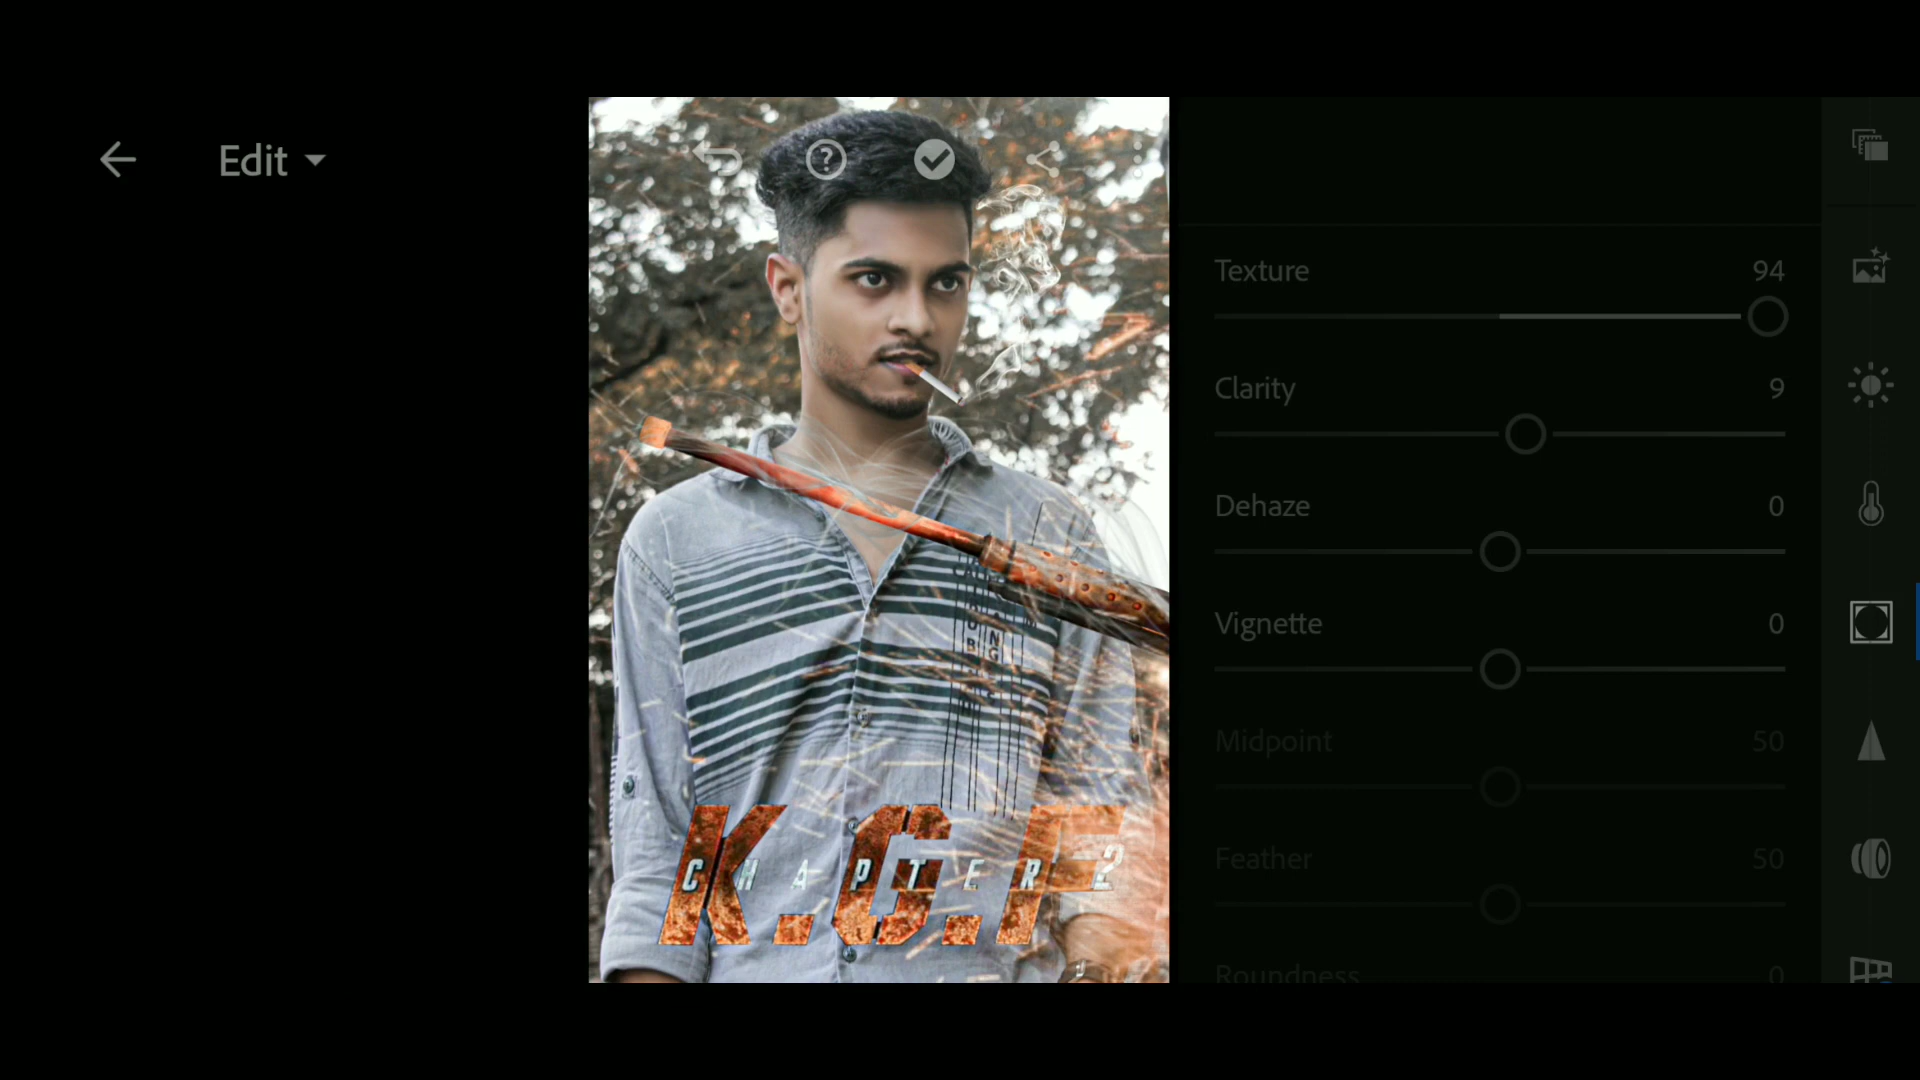 Edit
Texture 94
Clarity 9
Dehaze 0
Vignette 0
Midpoint 50
Feather 50
Roundness 0
K.G.F
CHAPTER 2